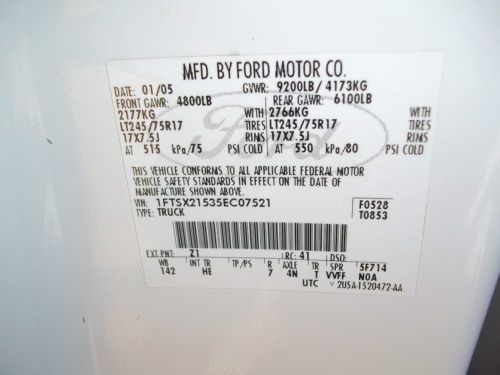 MFD. BY FORD MOTOR CO.
DATE: 01/05 GVWR: 9200LB/ 4173KG
FRONT GAWR: 4800LB REAR GAWR: 6100LB
2177KG WITH 2766KG WITH
LT245/75R17 TIRES LT245/75R17 TIRES
17X7.5J RIMS 17X7.5J RIMS
AT 515 kPa/75 PSI COLD AT 550 kPa/80 PSI COLD
Ford
THIS VEHICLE CONFORMS TO ALL APPLICABLE FEDERAL MOTOR
VEHICLE SAFETY STANDARDS IN EFFECT ON THE DATE OF
MANUFACTURE SHOWN ABOVE.
VIN: 1FTSX21535EC07521 F0528
TYPE: TRUCK T0853
EXT PNT: Z1 RC: 41 DSO:
WB INT TR TP/PS R AXLE TR SPR 5F714
142 HE 7 4N T VVFF NOA
UTC 2U5A-1520472-AA